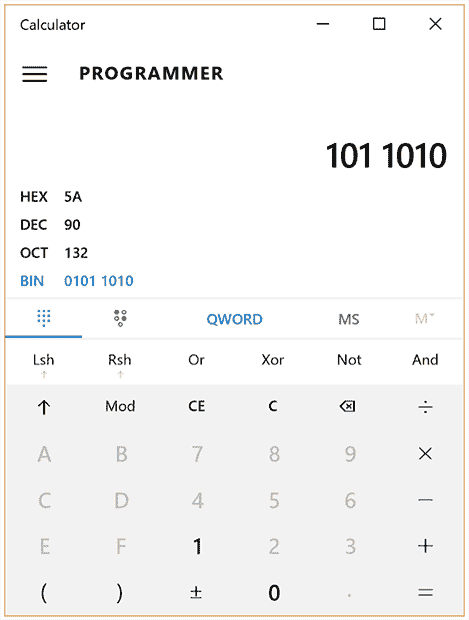 Calculator
PROGRAMMER
101 1010
HEX 5A
DEC 90
OCT 132
BIN 0101 1010
QWORD MS M˅
Lsh Rsh Or Xor Not And
↑ ↑
↑ Mod CE C ⌫ ÷
A B 7 8 9 ×
C D 4 5 6 −
E F 1 2 3 +
( ) ± 0 . =